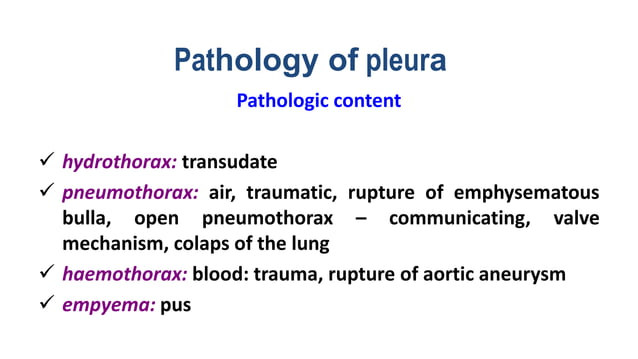 Pathology of pleura
Pathologic content
✓ hydrothorax: transudate
✓ pneumothorax: air, traumatic, rupture of emphysematous
bulla, open pneumothorax – communicating, valve
mechanism, colaps of the lung
✓ haemothorax: blood: trauma, rupture of aortic aneurysm
✓ empyema: pus